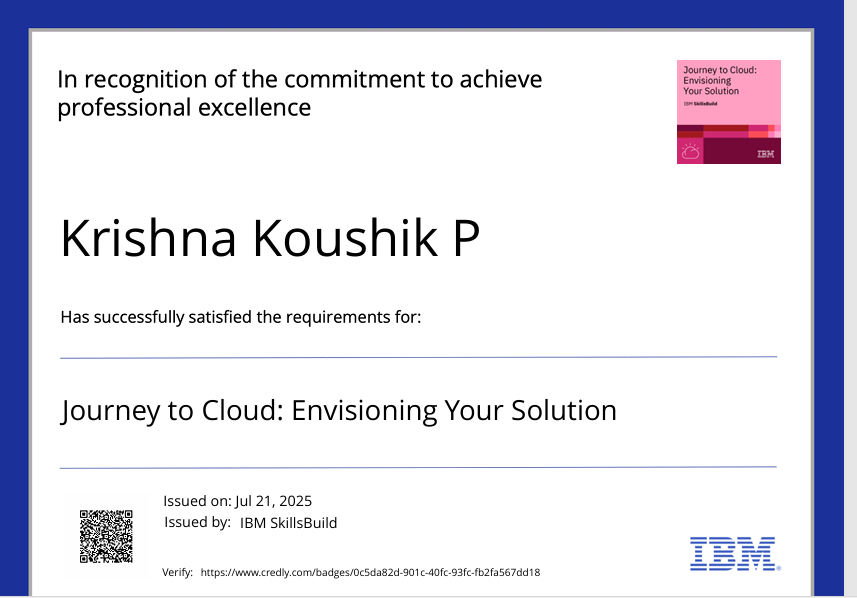 In recognition of the commitment to achieve
professional excellence
Journey to Cloud:
Envisioning
Your Solution
IBM SkillsBuild
IBM
Krishna Koushik P
Has successfully satisfied the requirements for:
Journey to Cloud: Envisioning Your Solution
Issued on: Jul 21, 2025
Issued by: IBM SkillsBuild
Verify: https://www.credly.com/badges/0c5da82d-901c-40fc-93fc-fb2fa567dd18
IBM®